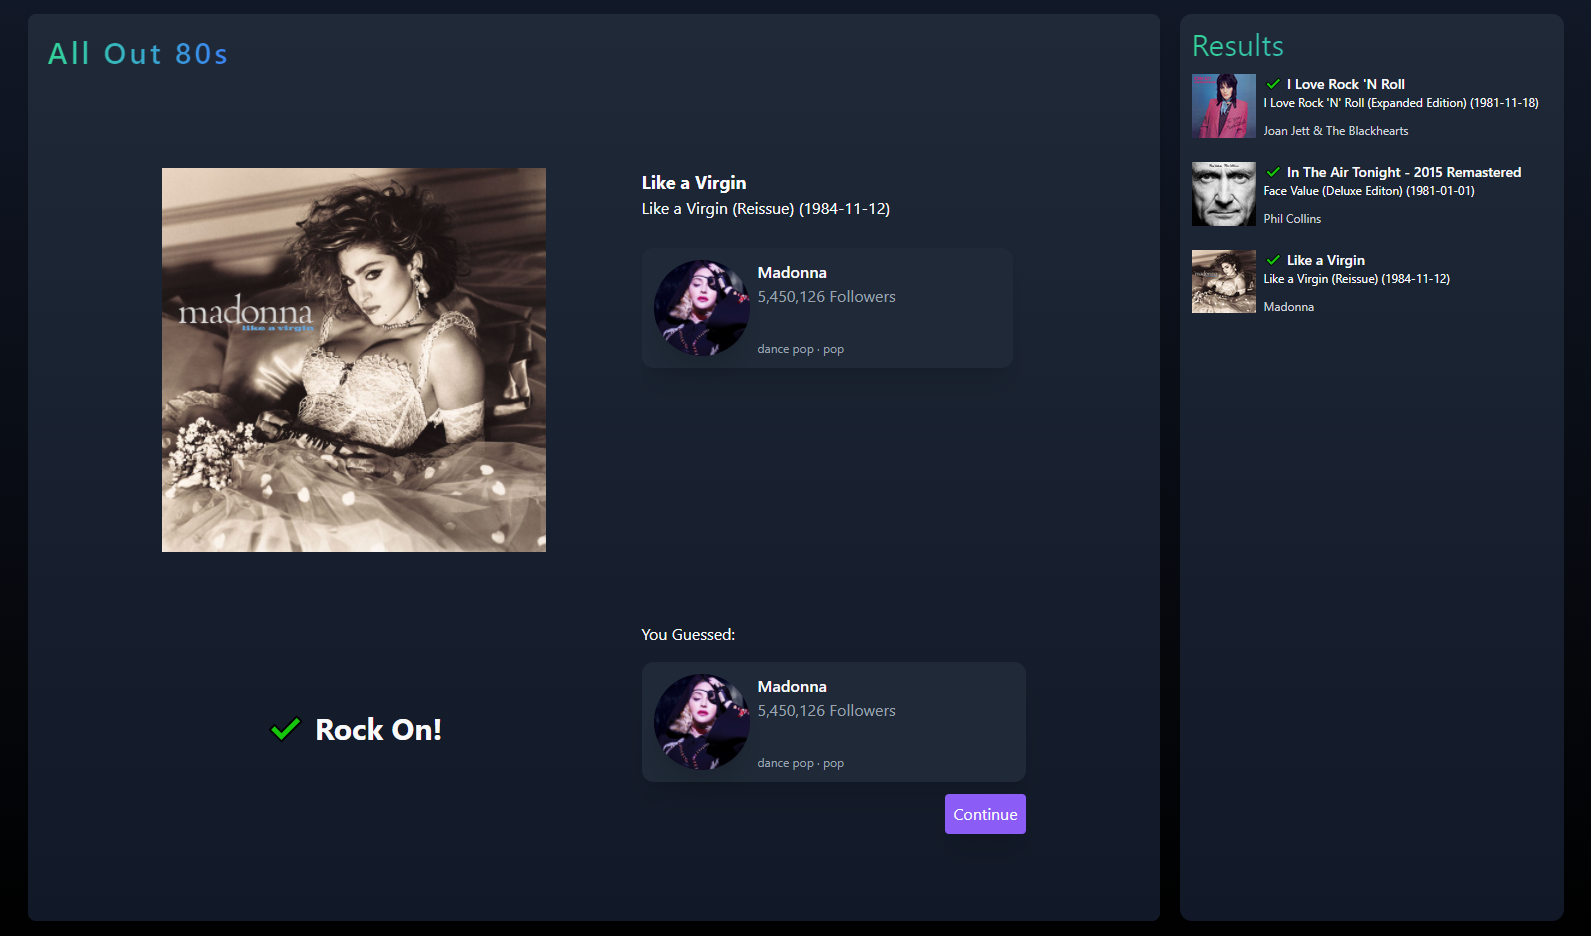 All Out 80s
madonna
like a virgin
Like a Virgin
Like a Virgin (Reissue) (1984-11-12)
Madonna
5,450,126 Followers
dance pop · pop
You Guessed:
Madonna
5,450,126 Followers
dance pop · pop
Rock On!
Continue
Results
I Love Rock 'N Roll
I Love Rock 'N' Roll (Expanded Edition) (1981-11-18)
Joan Jett & The Blackhearts
In The Air Tonight - 2015 Remastered
Face Value (Deluxe Editon) (1981-01-01)
Phil Collins
Like a Virgin
Like a Virgin (Reissue) (1984-11-12)
Madonna